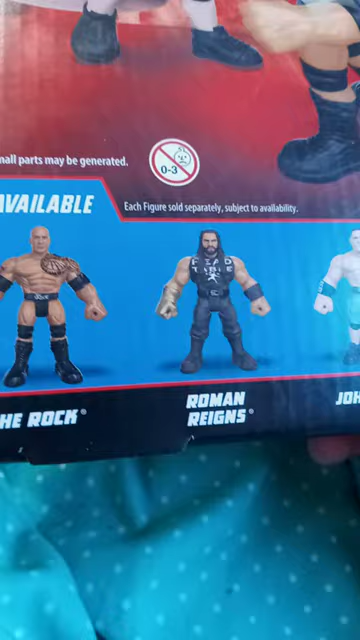 mall parts may be generated.
0-3
AVAILABLE
Each Figure sold separately, subject to availability.
HE ROCK®
ROMAN
REIGNS®
JOH